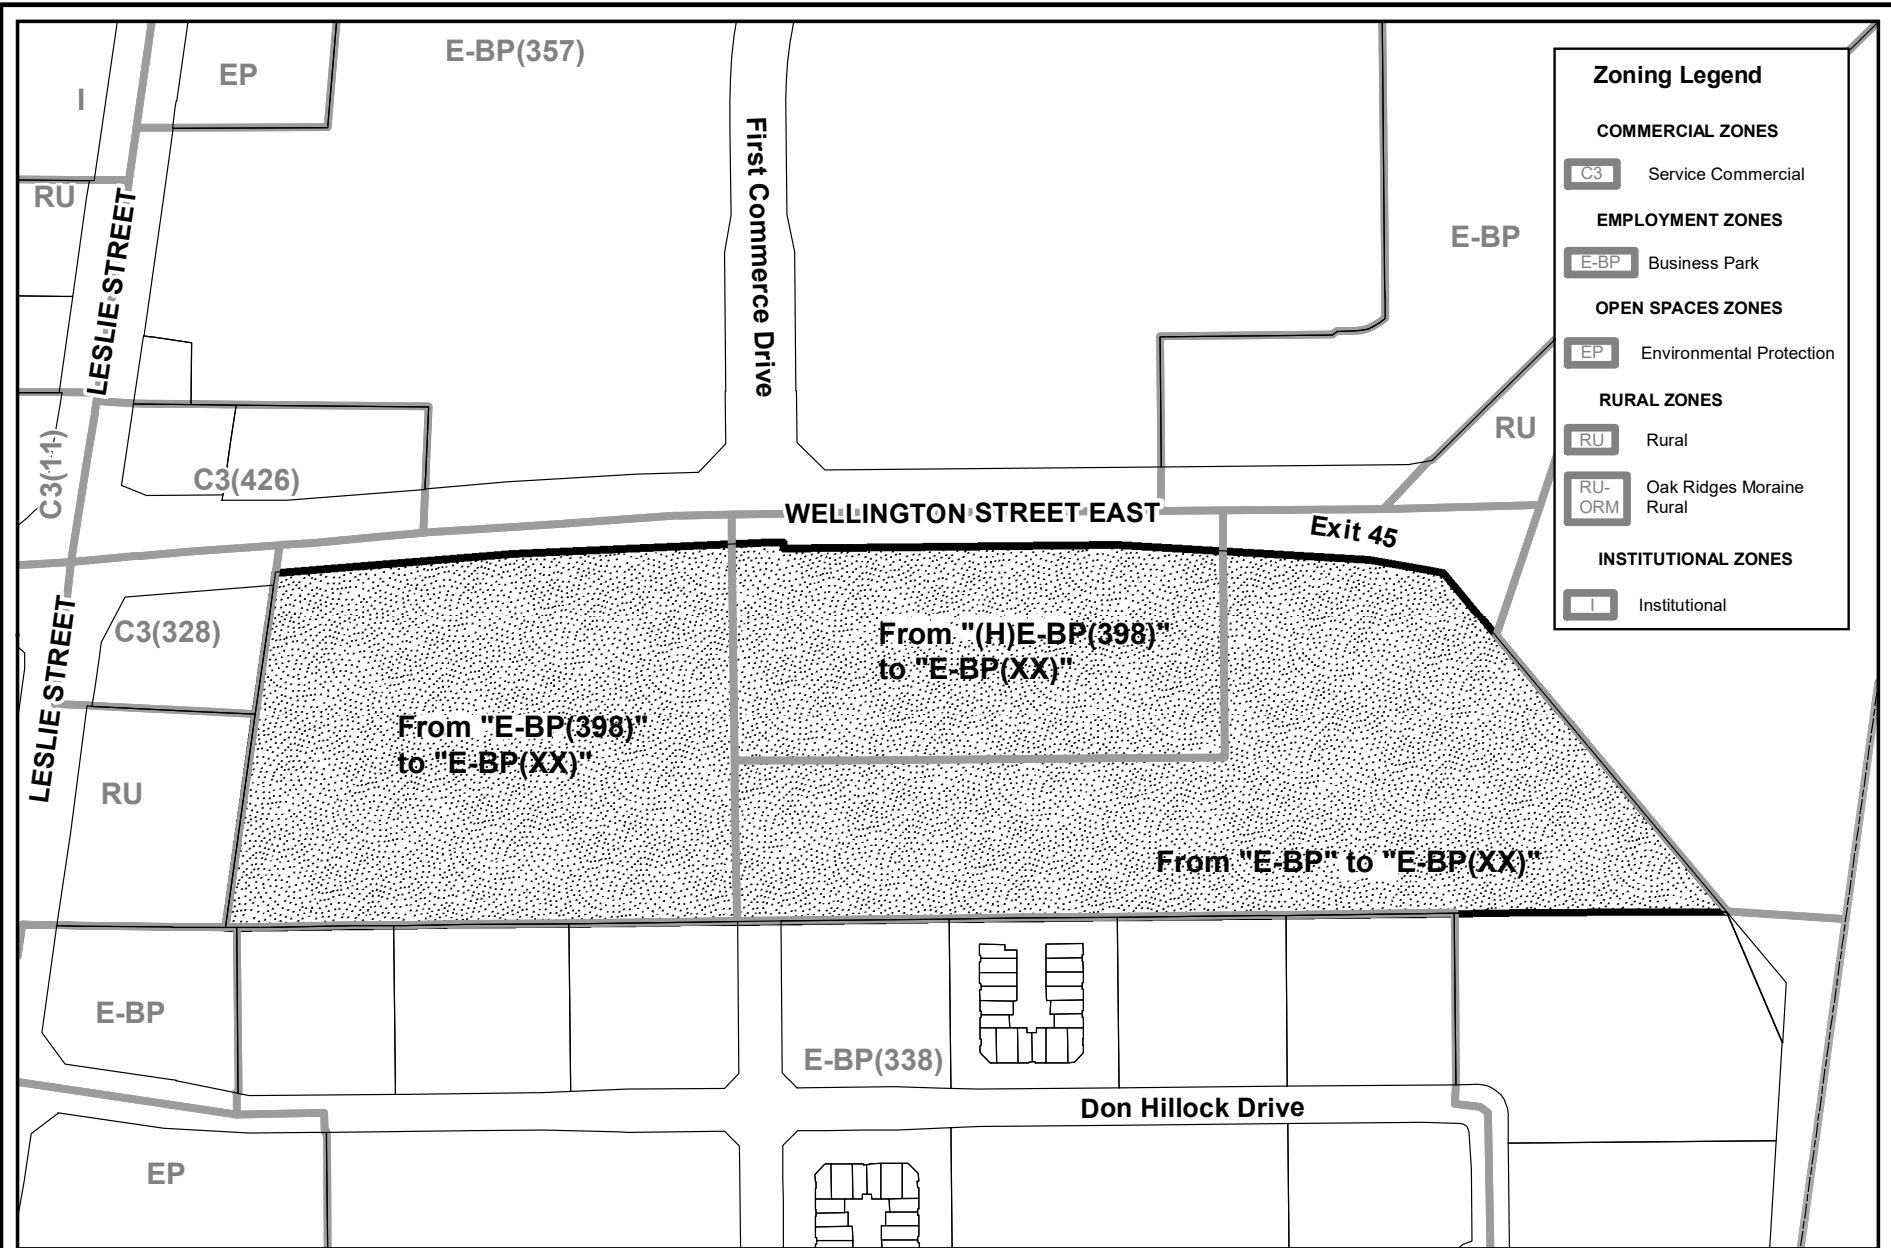 E-BP(357)
EP
I
RU
LESLIE STREET
First Commerce Drive
E-BP
C3(11)
C3(426)
RU
WELLINGTON STREET EAST
Exit 45
C3(328)
LESLIE STREET
From "(H)E-BP(398)"
to "E-BP(XX)"
From "E-BP(398)"
to "E-BP(XX)"
RU
From "E-BP" to "E-BP(XX)"
E-BP
E-BP(338)
Don Hillock Drive
EP
Zoning Legend
COMMERCIAL ZONES
C3 Service Commercial
EMPLOYMENT ZONES
E-BP Business Park
OPEN SPACES ZONES
EP Environmental Protection
RURAL ZONES
RU Rural
RU-
ORM
Oak Ridges Moraine
Rural
INSTITUTIONAL ZONES
I Institutional